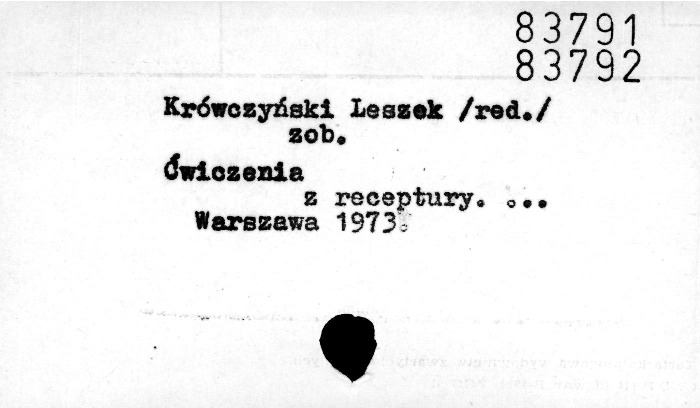 83791
83792
Krówczyński Leszek /red./
zob.
Ćwiczenia
z receptury. ...
Warszawa 1973.